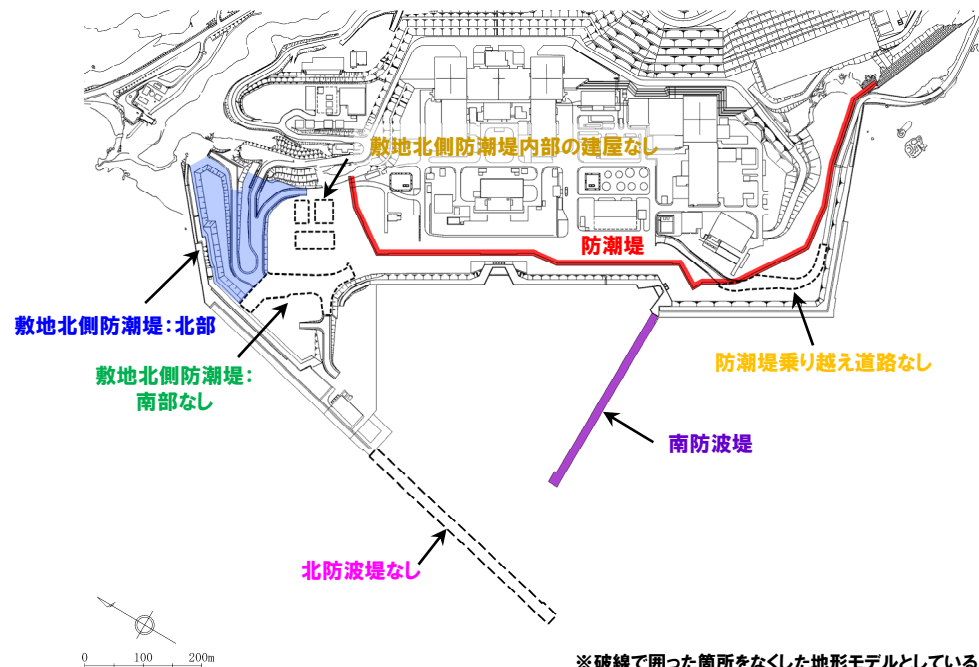 敷地北側防潮堤内部の建屋なし
防潮堤
敷地北側防潮堤：北部
敷地北側防潮堤：
南部なし
防潮堤乗り越え道路なし
南防波堤
北防波堤なし
0 100 200m
※破線で囲った箇所をなくした地形モデルとしている